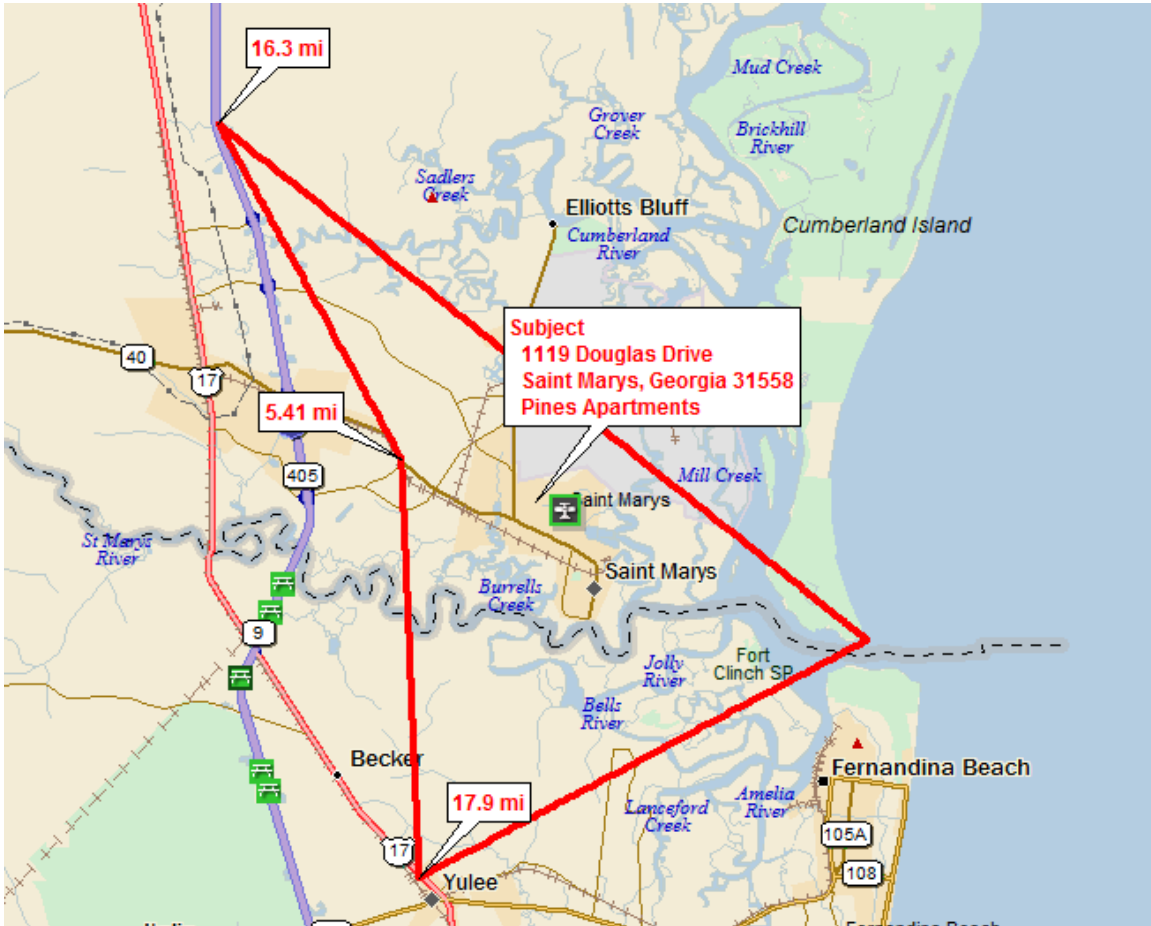 16.3 mi
Mud Creek
Grover
Creek
Brickhill
River
Sadlers
Creek
Elliotts Bluff
Cumberland
River
Cumberland Island
Subject
1119 Douglas Drive
Saint Marys, Georgia 31558
Pines Apartments
40
17
5.41 mi
405
Mill Creek
Saint Marys
St Marys
River
Saint Marys
Burrells
Creek
9
Jolly
River
Fort
Clinch SP
Bells
River
Becker
Fernandina Beach
17.9 mi
Lanceford
Creek
Amelia
River
105A
17
108
Yulee
Fernandina Beach